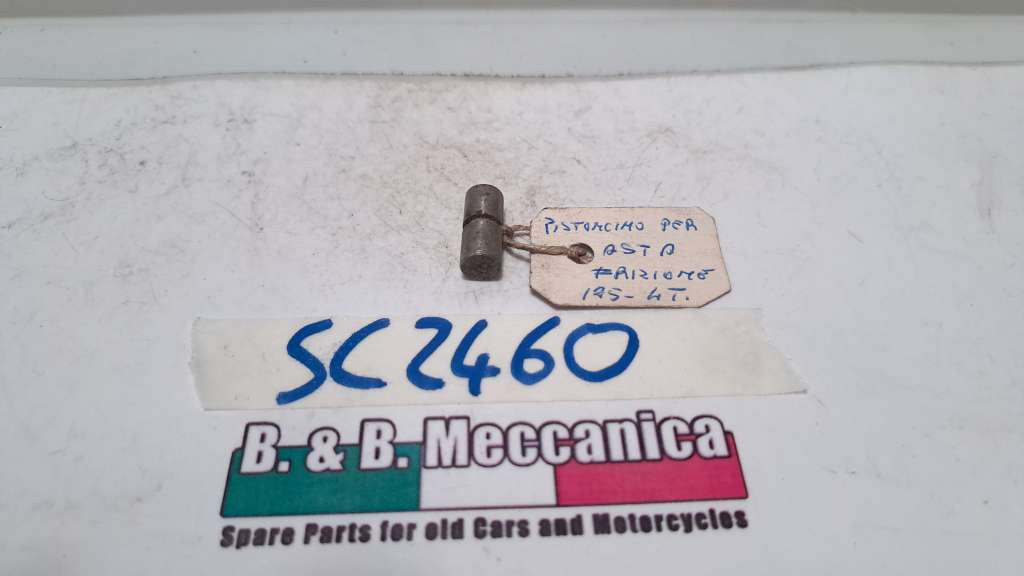 PISTONCINO PER
ASTA
FRIZIONE
125-4T.
SC2460
B. & B. Meccanica
Spare Parts for old Cars and Motorcycles